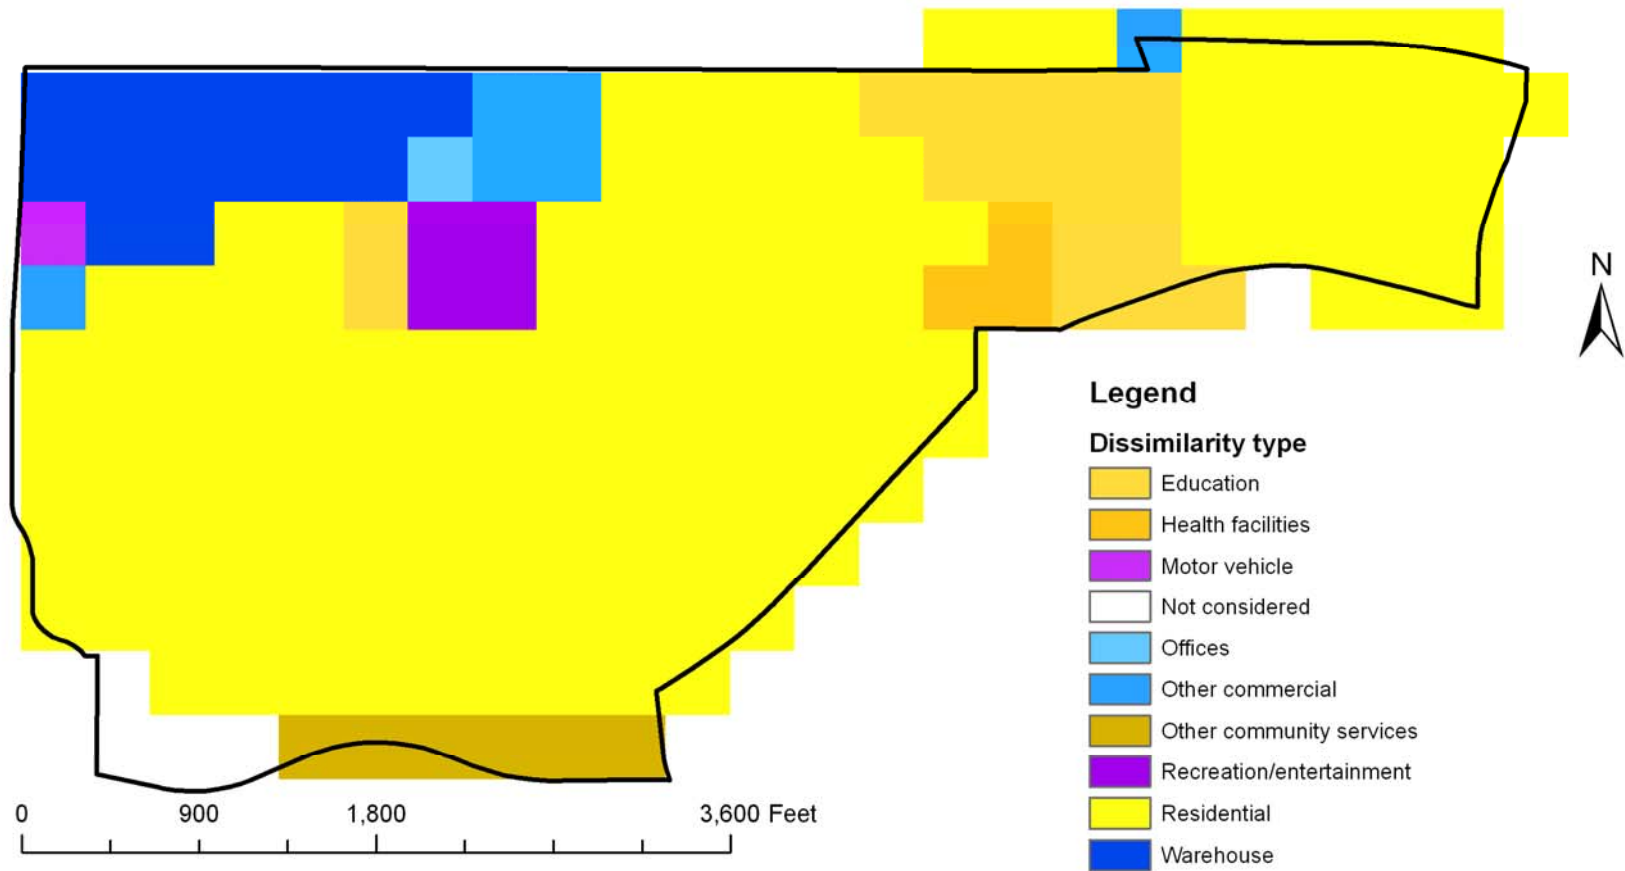 N
Legend
Dissimilarity type
Education
Health facilities
Motor vehicle
Not considered
Offices
Other commercial
Other community services
Recreation/entertainment
Residential
Warehouse
0 900 1,800 3,600 Feet